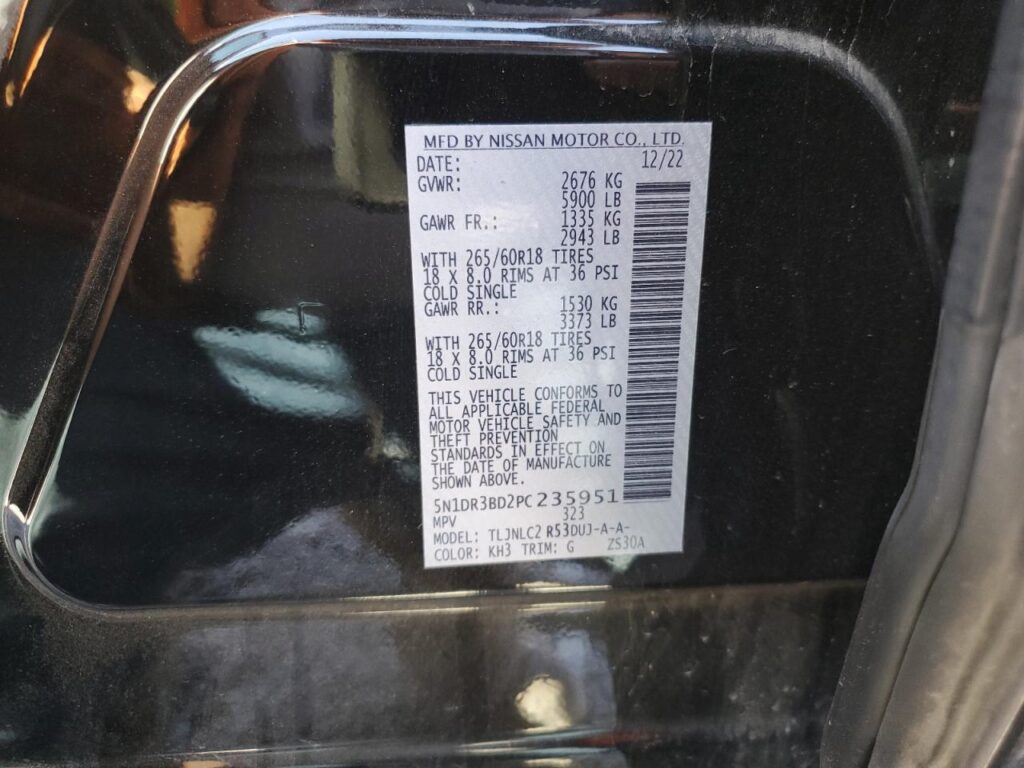 MFD BY NISSAN MOTOR CO., LTD.
DATE: 12/22
GVWR: 2676 KG
5900 LB
GAWR FR.: 1335 KG
2943 LB
WITH 265/60R18 TIRES
18 X 8.0 RIMS AT 36 PSI
COLD SINGLE
GAWR RR.: 1530 KG
3373 LB
WITH 265/60R18 TIRES
18 X 8.0 RIMS AT 36 PSI
COLD SINGLE
THIS VEHICLE CONFORMS TO
ALL APPLICABLE FEDERAL
MOTOR VEHICLE SAFETY AND
THEFT PREVENTION
STANDARDS IN EFFECT ON
THE DATE OF MANUFACTURE
SHOWN ABOVE.
5N1DR3BD2PC235951
MPV 323
MODEL: TLJNLC2 R53DUJ-A-A-
COLOR: KH3 TRIM: G ZS30A